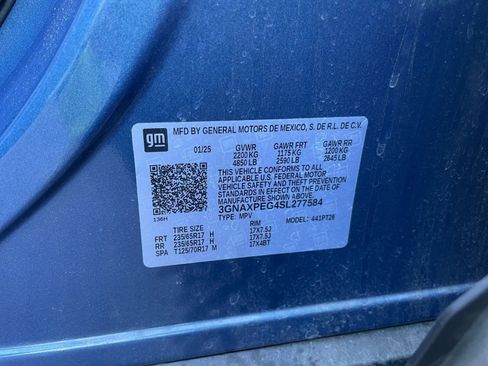 gm
MFD BY GENERAL MOTORS DE MEXICO, S. DE R.L. DE C.V.
01/25 GVWR GAWR FRT GAWR RR
2200 KG 1175 KG 1200 KG
4850 LB 2590 LB 2645 LB
THIS VEHICLE CONFORMS TO ALL
APPLICABLE U.S. FEDERAL MOTOR
VEHICLE SAFETY AND THEFT PREVENTION
STANDARDS IN EFFECT ON THE DATE OF
MANUFACTURE SHOWN ABOVE.
3GNAXPEG4SL277584
TYPE: MPV MODEL: 441PT26
136H
TIRE SIZE RIM
FRT 235/65R17 H 17X7.5J
RR 235/65R17 H 17X7.5J
SPA T125/70R17 M 17X4BT